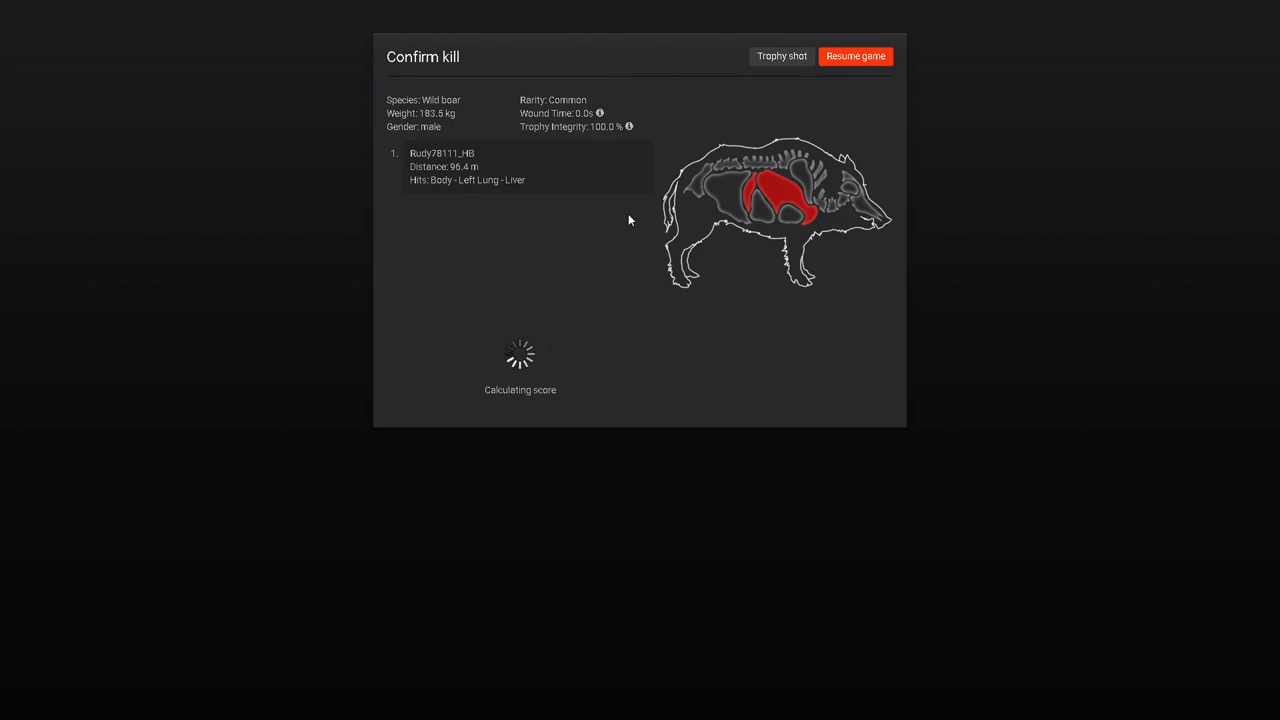 Confirm kill
Trophy shot
Resume game
Species: Wild boar
Rarity: Common
Weight: 183.5 kg
Wound Time: 0.0s
Gender: male
Trophy Integrity: 100.0 %
1. Rudy78111_HB
Distance: 96.4 m
Hits: Body - Left Lung - Liver
Calculating score